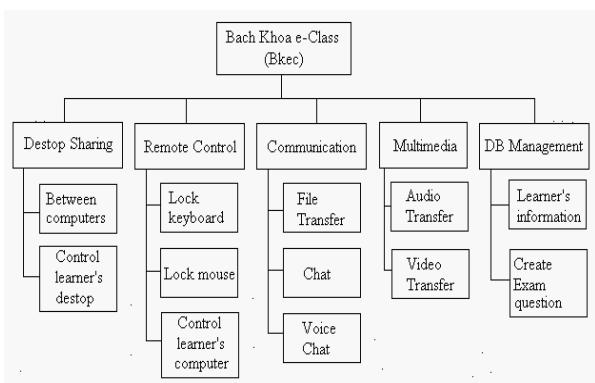 Bach Khoa e-Class
(Bkec)
Destop Sharing
Remote Control
Communication
Multimedia
DB Management
Between
computers
Control
learner's
destop
Lock
keyboard
Lock mouse
Control
learner's
computer
File
Transfer
Chat
Voice
Chat
Audio
Transfer
Video
Transfer
Learner's
information
Create
Exam
question